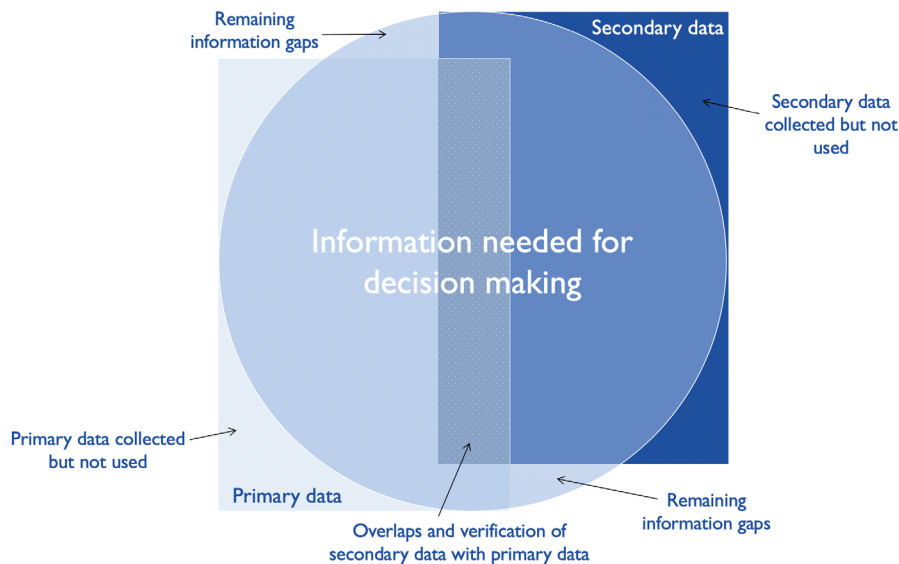 Remaining
information gaps
Secondary data
Secondary data
collected but not
used
Information needed for
decision making
Primary data collected
but not used
Primary data
Overlaps and verification of
secondary data with primary data
Remaining
information gaps